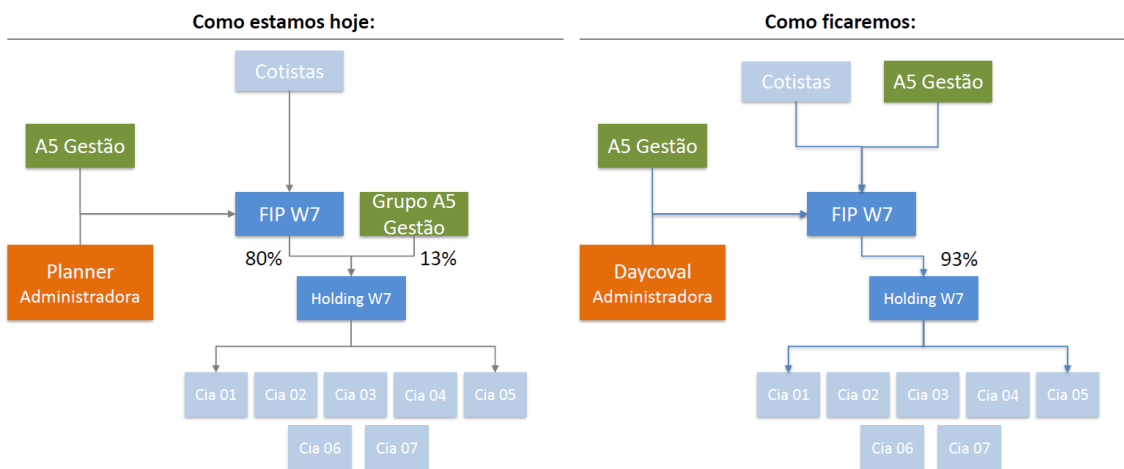 Como estamos hoje:
Cotistas
A5 Gestão
FIP W7
Grupo A5
Gestão
80%
13%
Planner
Administradora
Holding W7
Cia 01
Cia 02
Cia 03
Cia 04
Cia 05
Cia 06
Cia 07
Como ficaremos:
Cotistas
A5 Gestão
A5 Gestão
FIP W7
93%
Daycoval
Administradora
Holding W7
Cia 01
Cia 02
Cia 03
Cia 04
Cia 05
Cia 06
Cia 07